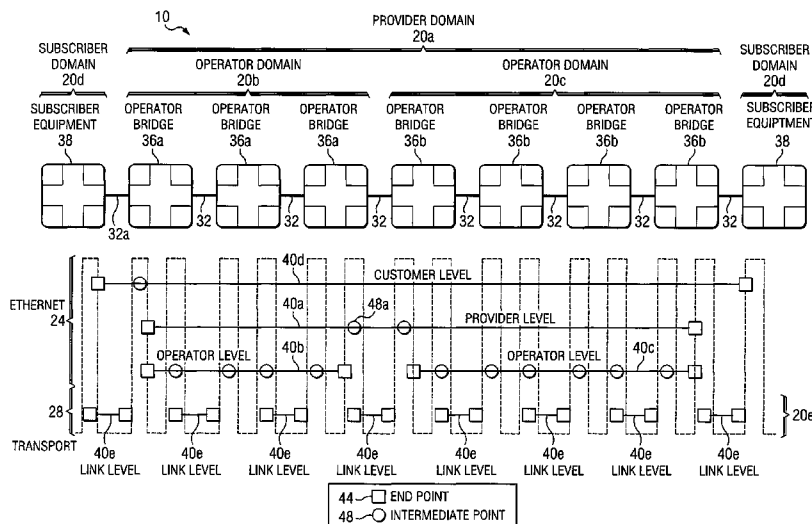 10
PROVIDER DOMAIN
20a
SUBSCRIBER DOMAIN 20d
OPERATOR DOMAIN
20b
OPERATOR DOMAIN
20c
SUBSCRIBER DOMAIN 20d
SUBSCRIBER EQUIPMENT 38
OPERATOR BRIDGE 36a
OPERATOR BRIDGE 36a
OPERATOR BRIDGE 36a
OPERATOR BRIDGE 36b
OPERATOR BRIDGE 36b
OPERATOR BRIDGE 36b
OPERATOR BRIDGE 36b
SUBSCRIBER EQUIPTMENT 38
32a 32 32 32 32 32 32 32
40d
CUSTOMER LEVEL
ETHERNET
24
40a
48a
PROVIDER LEVEL
OPERATOR LEVEL
40b
OPERATOR LEVEL
40c
28
20e
TRANSPORT
40e 40e 40e 40e 40e 40e 40e 40e
LINK LEVEL LINK LEVEL LINK LEVEL LINK LEVEL LINK LEVEL LINK LEVEL LINK LEVEL LINK LEVEL
44 END POINT
48 INTERMEDIATE POINT